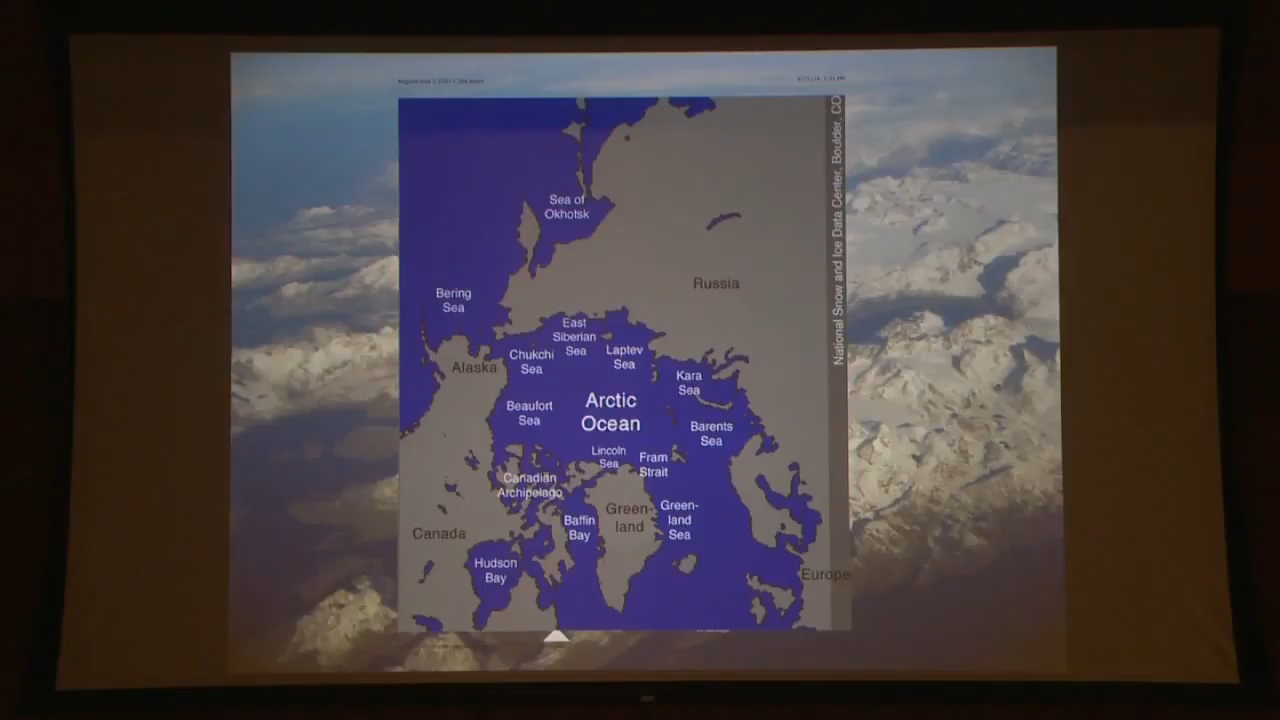 National Snow and Ice Data Center, Boulder, CO
Sea of
Okhotsk
Russia
Bering
Sea
East
Siberian
Sea
Chukchi
Sea
Laptev
Sea
Alaska
Kara
Sea
Arctic
Ocean
Beaufort
Sea
Barents
Sea
Lincoln
Sea
Fram
Strait
Canadian
Archipelago
Green-
land
Green-
land
Sea
Baffin
Bay
Canada
Hudson
Bay
Europe